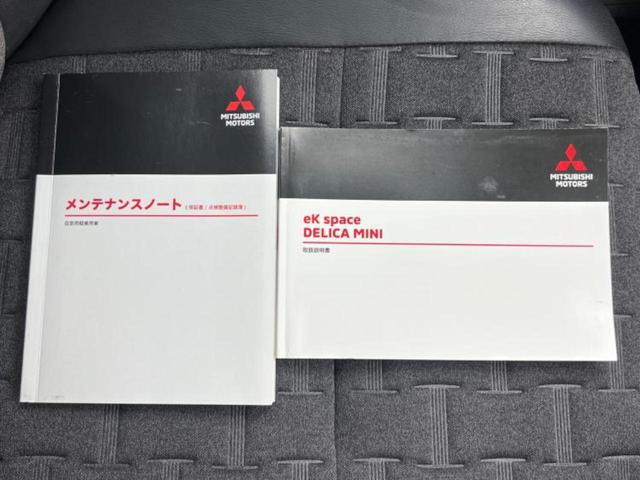 MITSUBISHI
MOTORS
メンテナンスノート (保証書/点検整備記録簿)
自家用軽乗用車
MITSUBISHI
MOTORS
eK space
DELICA MINI
取扱説明書